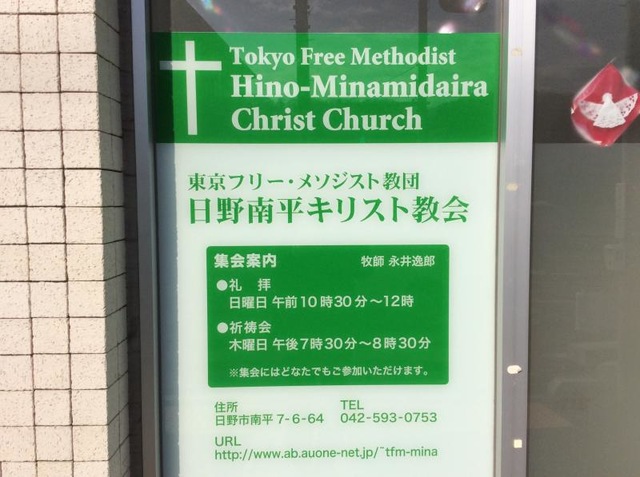 Tokyo Free Methodist
Hino-Minamidaira
Christ Church
東京フリー・メソジスト教団
日野南平キリスト教会
集会案内 牧師 永井逸郎
●礼 拝
日曜日 午前10時30分～12時
●祈祷会
木曜日 午後7時30分～8時30分
※集会にはどなたでもご参加いただけます。
住所 TEL
日野市南平7-6-64 042-593-0753
URL
http://www.ab.auone-net.jp/~tfm-mina